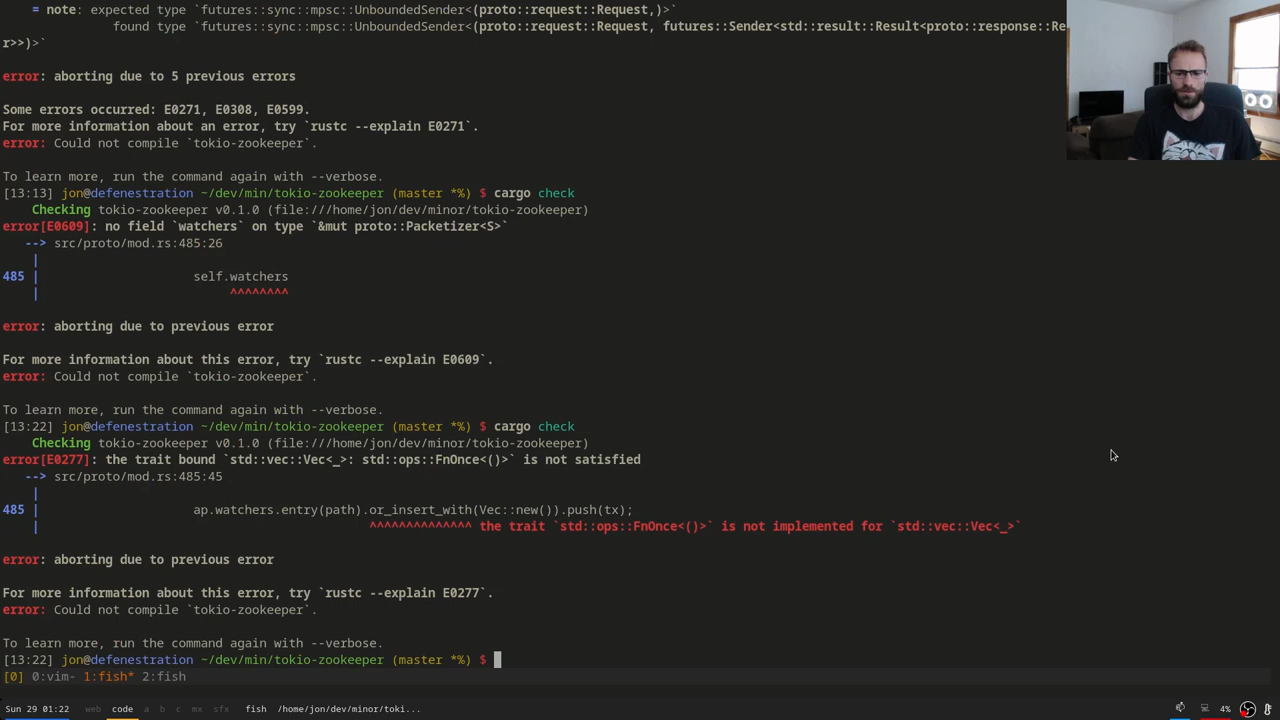 = note: expected type `futures::sync::mpsc::UnboundedSender<(proto::request::Request,)>`
found type `futures::sync::mpsc::UnboundedSender<(proto::request::Request, futures::Sender<std::result::Result<proto::response::Re
r>>)>`
error: aborting due to 5 previous errors
Some errors occurred: E0271, E0308, E0599.
For more information about an error, try `rustc --explain E0271`.
error: Could not compile `tokio-zookeeper`.
To learn more, run the command again with --verbose.
[13:13] jon@defenestration ~/dev/min/tokio-zookeeper (master *%) $ cargo check
Checking tokio-zookeeper v0.1.0 (file:///home/jon/dev/minor/tokio-zookeeper)
error[E0609]: no field `watchers` on type `&mut proto::Packetizer<S>`
--> src/proto/mod.rs:485:26
|
485 | self.watchers
| ^^^^^^^^
error: aborting due to previous error
For more information about this error, try `rustc --explain E0609`.
error: Could not compile `tokio-zookeeper`.
To learn more, run the command again with --verbose.
[13:22] jon@defenestration ~/dev/min/tokio-zookeeper (master *%) $ cargo check
Checking tokio-zookeeper v0.1.0 (file:///home/jon/dev/minor/tokio-zookeeper)
error[E0277]: the trait bound `std::vec::Vec<_>: std::ops::FnOnce<()>` is not satisfied
--> src/proto/mod.rs:485:45
|
485 | ap.watchers.entry(path).or_insert_with(Vec::new()).push(tx);
| ^^^^^^^^^^^^^^ the trait `std::ops::FnOnce<()>` is not implemented for `std::vec::Vec<_>`
error: aborting due to previous error
For more information about this error, try `rustc --explain E0277`.
error: Could not compile `tokio-zookeeper`.
To learn more, run the command again with --verbose.
[13:22] jon@defenestration ~/dev/min/tokio-zookeeper (master *%) $
[0] 0:vim- 1:fish* 2:fish
Sun 29 01:22 web code a b c mx sfx fish /home/jon/dev/minor/toki... 4%